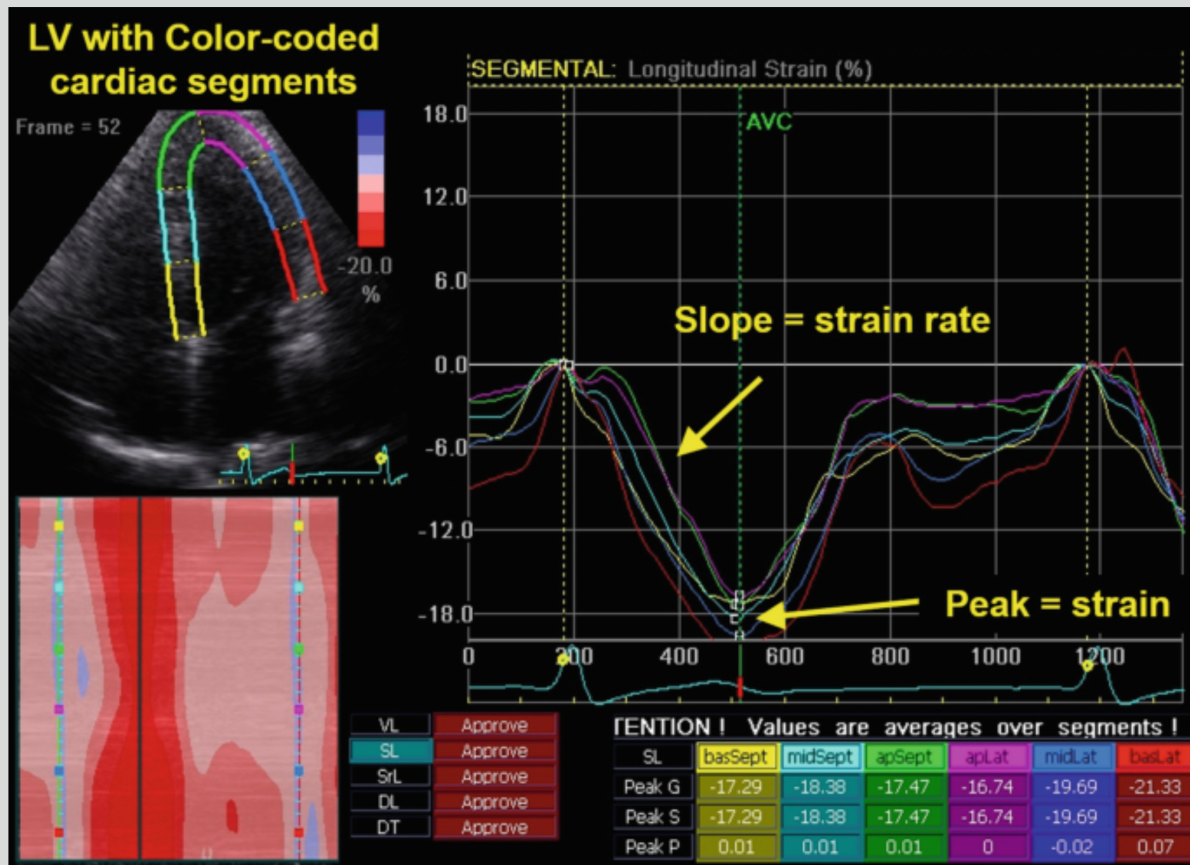 LV with Color-coded
cardiac segments
Frame = 52
-20.0
%
SEGMENTAL: Longitudinal Strain (%)
18.0
AVC
12.0
6.0
Slope = strain rate
0.0
-6.0
-12.0
-18.0
Peak = strain
0 200 400 600 800 1000 1200
VL Approve
SL Approve
SrL Approve
DL Approve
DT Approve
TENTION ! Values are averages over segments !
SL basSept midSept apSept apLat midLat basLat
Peak G -17.29 -18.38 -17.47 -16.74 -19.69 -21.33
Peak S -17.29 -18.38 -17.47 -16.74 -19.69 -21.33
Peak P 0.01 0.01 0.01 0 -0.02 0.07